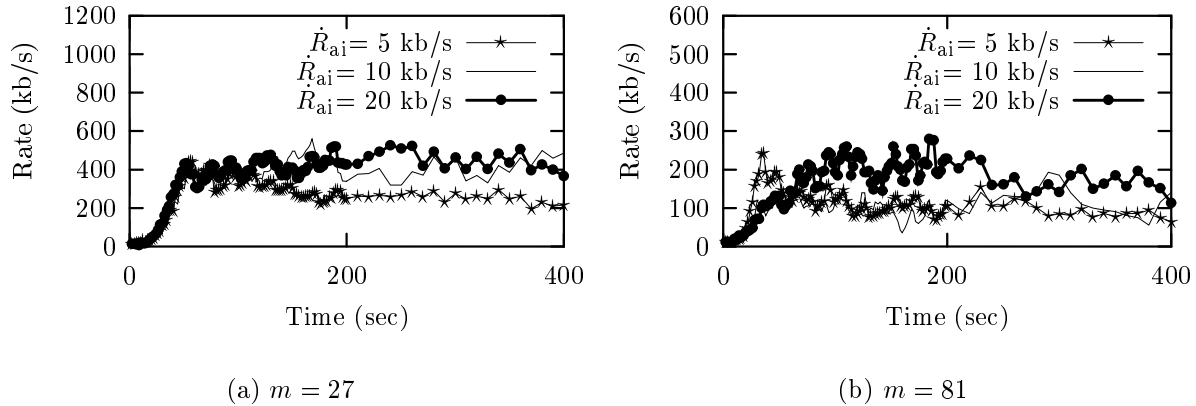 1200
1000
800
600
400
200
0
Rate (kb/s)
Ṙai= 5 kb/s
Ṙai= 10 kb/s
Ṙai= 20 kb/s
0 200 400
Time (sec)
(a) m = 27
600
500
400
300
200
100
0
Rate (kb/s)
Ṙai= 5 kb/s
Ṙai= 10 kb/s
Ṙai= 20 kb/s
0 200 400
Time (sec)
(b) m = 81